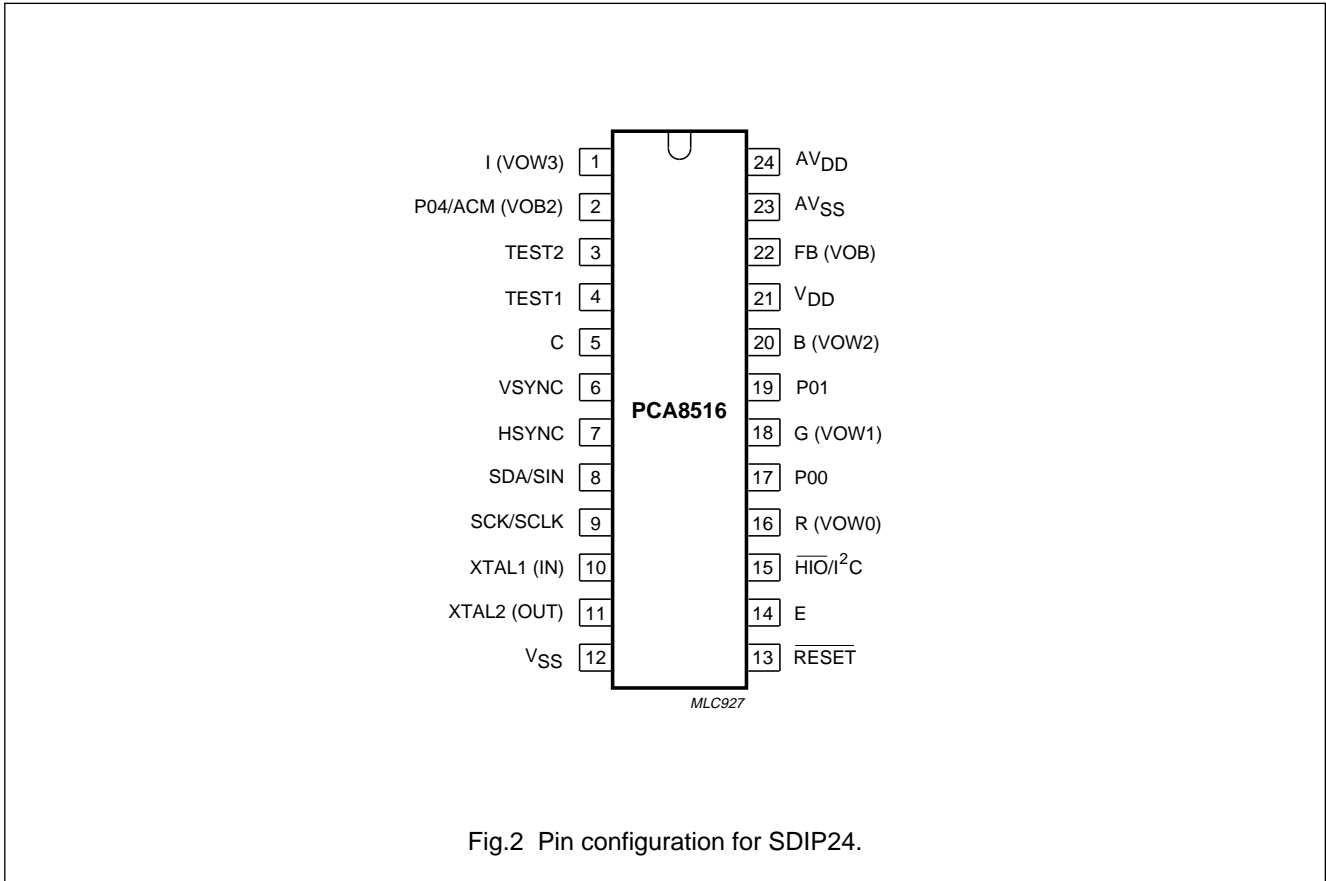 I (VOW3) 1
P04/ACM (VOB2) 2
TEST2 3
TEST1 4
C 5
VSYNC 6
HSYNC 7
SDA/SIN 8
SCK/SCLK 9
XTAL1 (IN) 10
XTAL2 (OUT) 11
VSS 12
PCA8516
24 AVDD
23 AVSS
22 FB (VOB)
21 VDD
20 B (VOW2)
19 P01
18 G (VOW1)
17 P00
16 R (VOW0)
15 H̅I̅O̅/I²C
14 E
13 R̅E̅S̅E̅T̅
MLC927
Fig.2 Pin configuration for SDIP24.